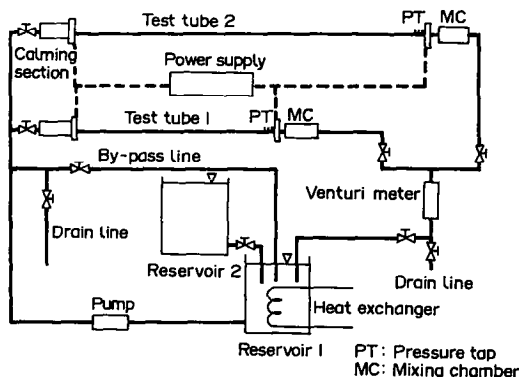 Test tube 2
PT
MC
Calming
section
Power supply
Test tube 1
PT
MC
By-pass line
Venturi meter
Drain line
Reservoir 2
Drain line
Pump
Heat exchanger
Reservoir 1
PT: Pressure tap
MC: Mixing chamber